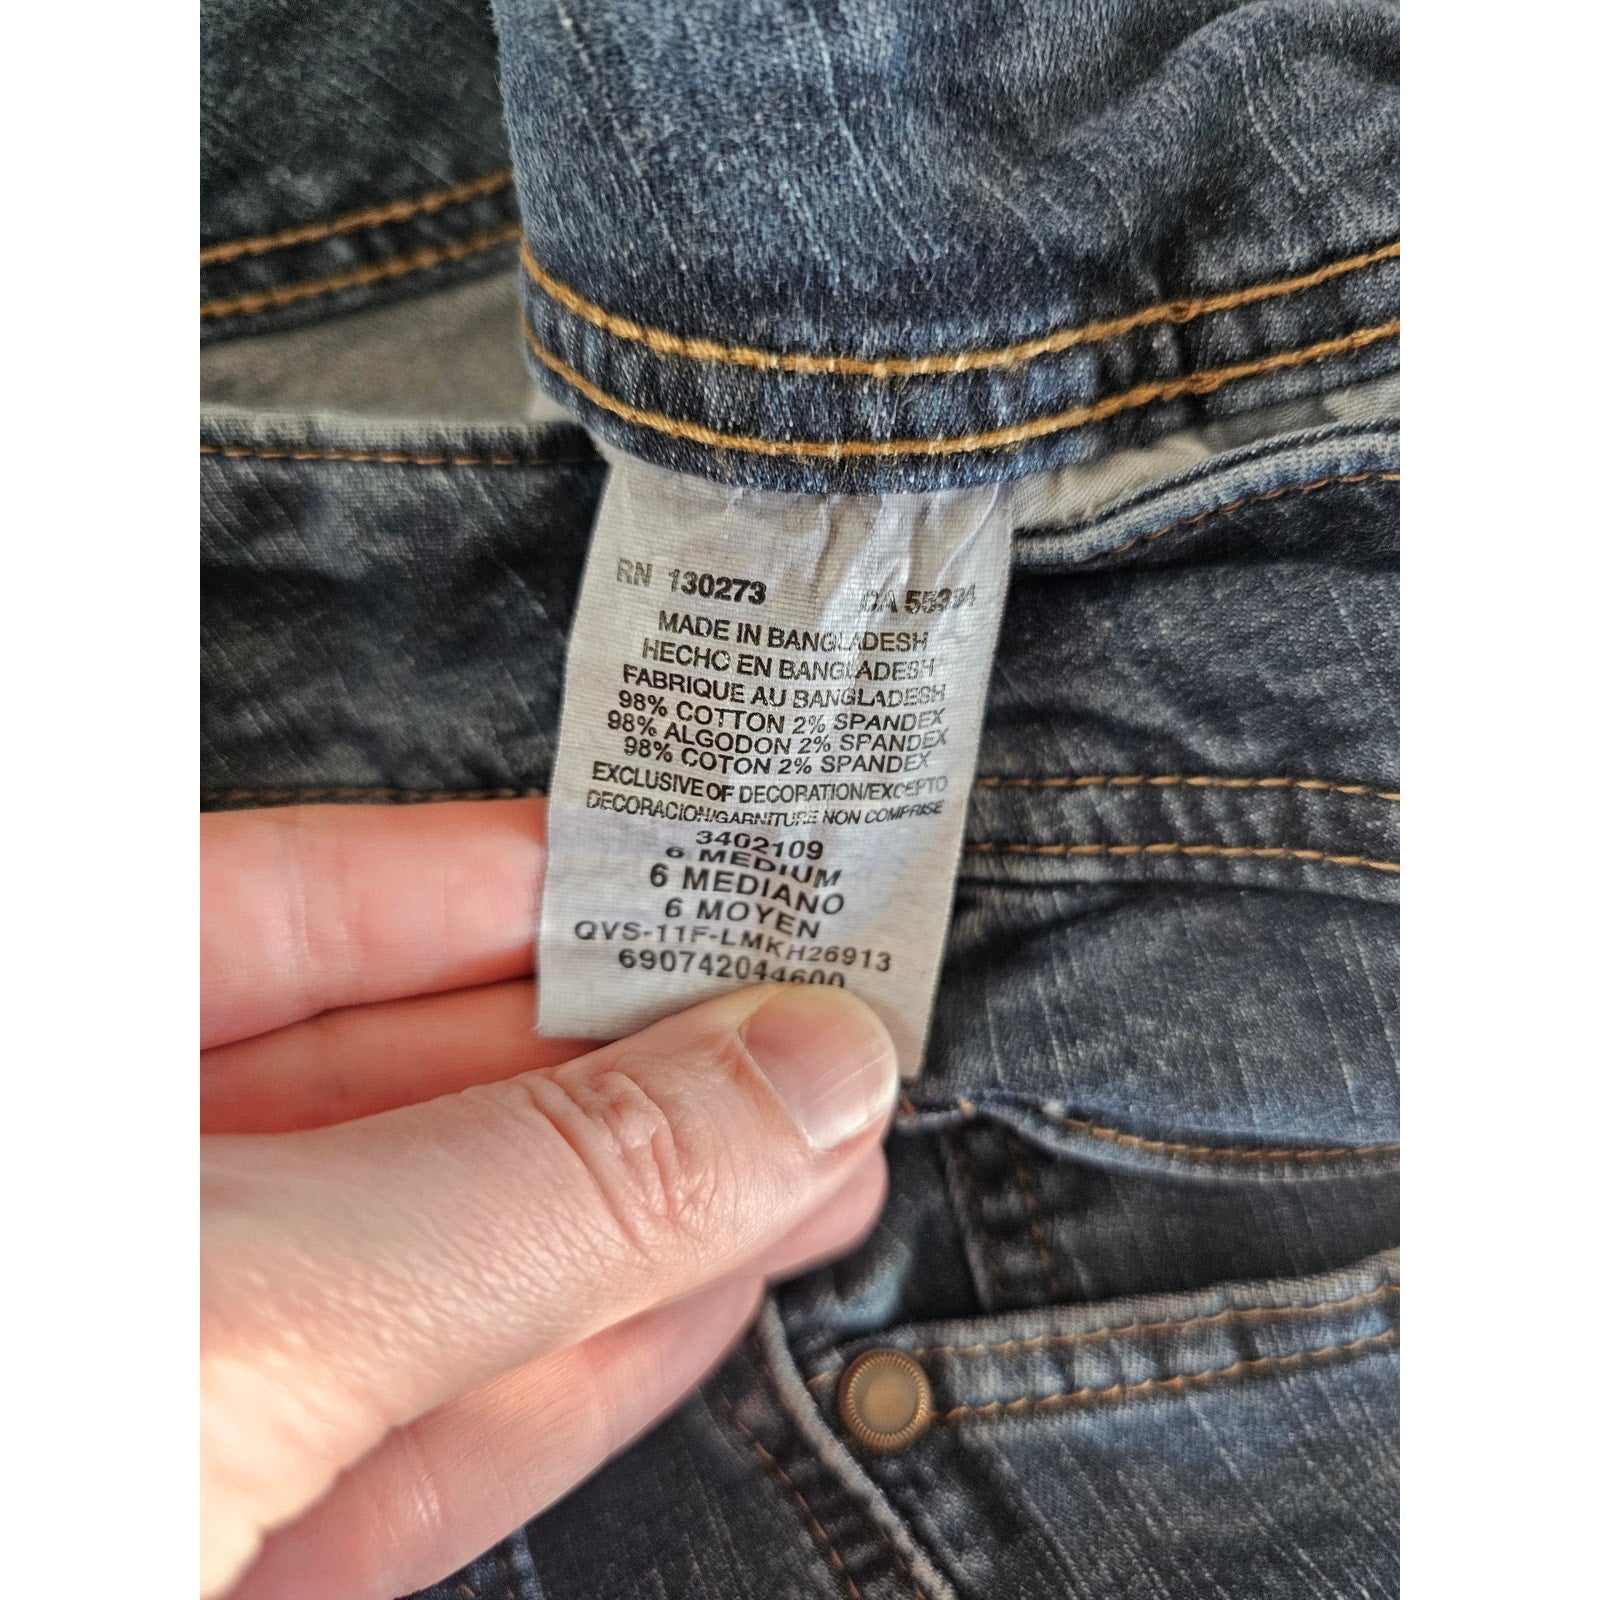 RN 130273 CA 55394
MADE IN BANGLADESH
HECHO EN BANGLADESH
FABRIQUE AU BANGLADESH
98% COTTON 2% SPANDEX
98% ALGODON 2% SPANDEX
98% COTON 2% SPANDEX
EXCLUSIVE OF DECORATION/EXCEPTO
DECORACION/GARNITURE NON COMPRISE
3402109
6 MEDIUM
6 MEDIANO
6 MOYEN
QVS-11F-LMKH26913
690742044600